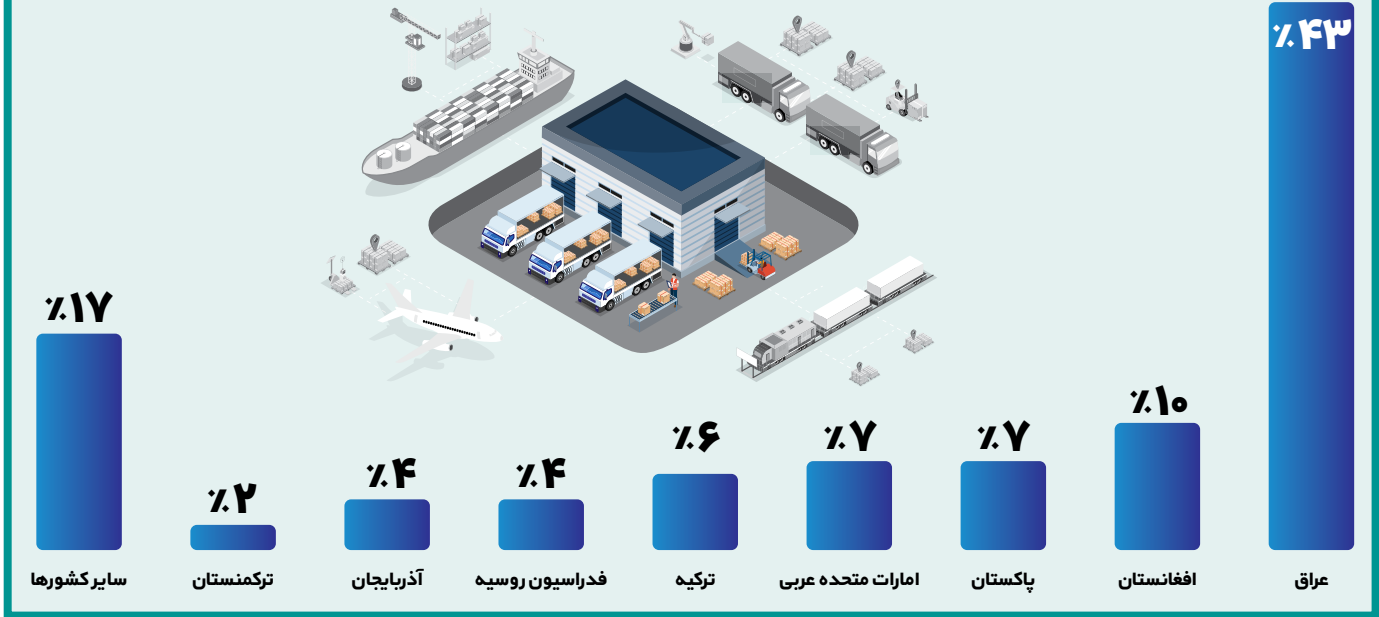 ٪۴۳
٪۱۰
٪۷
٪۷
٪۶
٪۴
٪۴
٪۲
٪۱۷
عراق
افغانستان
پاکستان
امارات متحده عربی
ترکیه
فدراسیون روسیه
آذربایجان
ترکمنستان
سایر کشورها